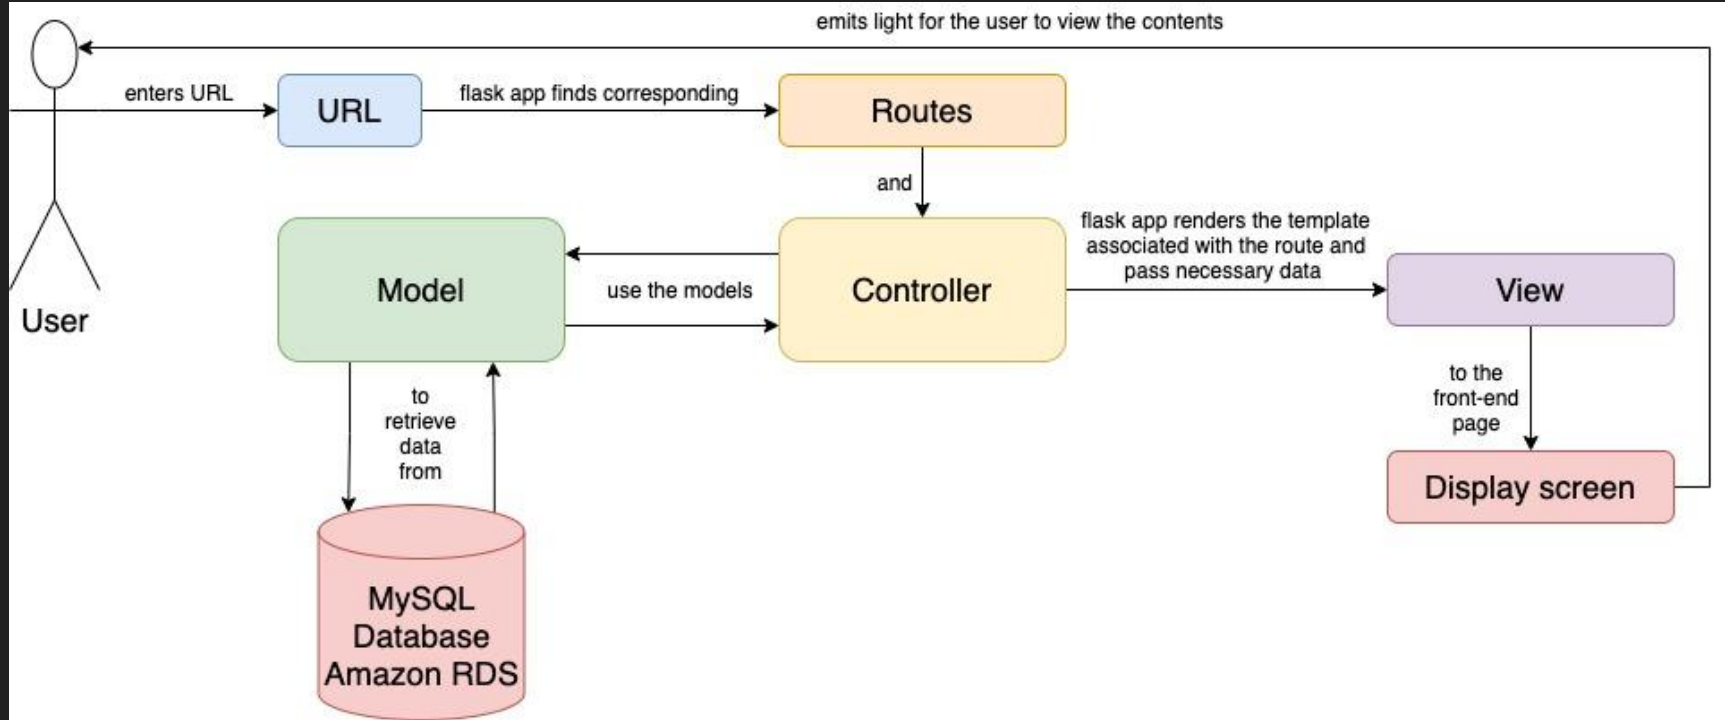 emits light for the user to view the contents
enters URL
URL
flask app finds corresponding
Routes
and
flask app renders the template
associated with the route and
pass necessary data
Model
use the models
Controller
View
User
to
retrieve
data
from
to the
front-end
page
Display screen
MySQL
Database
Amazon RDS